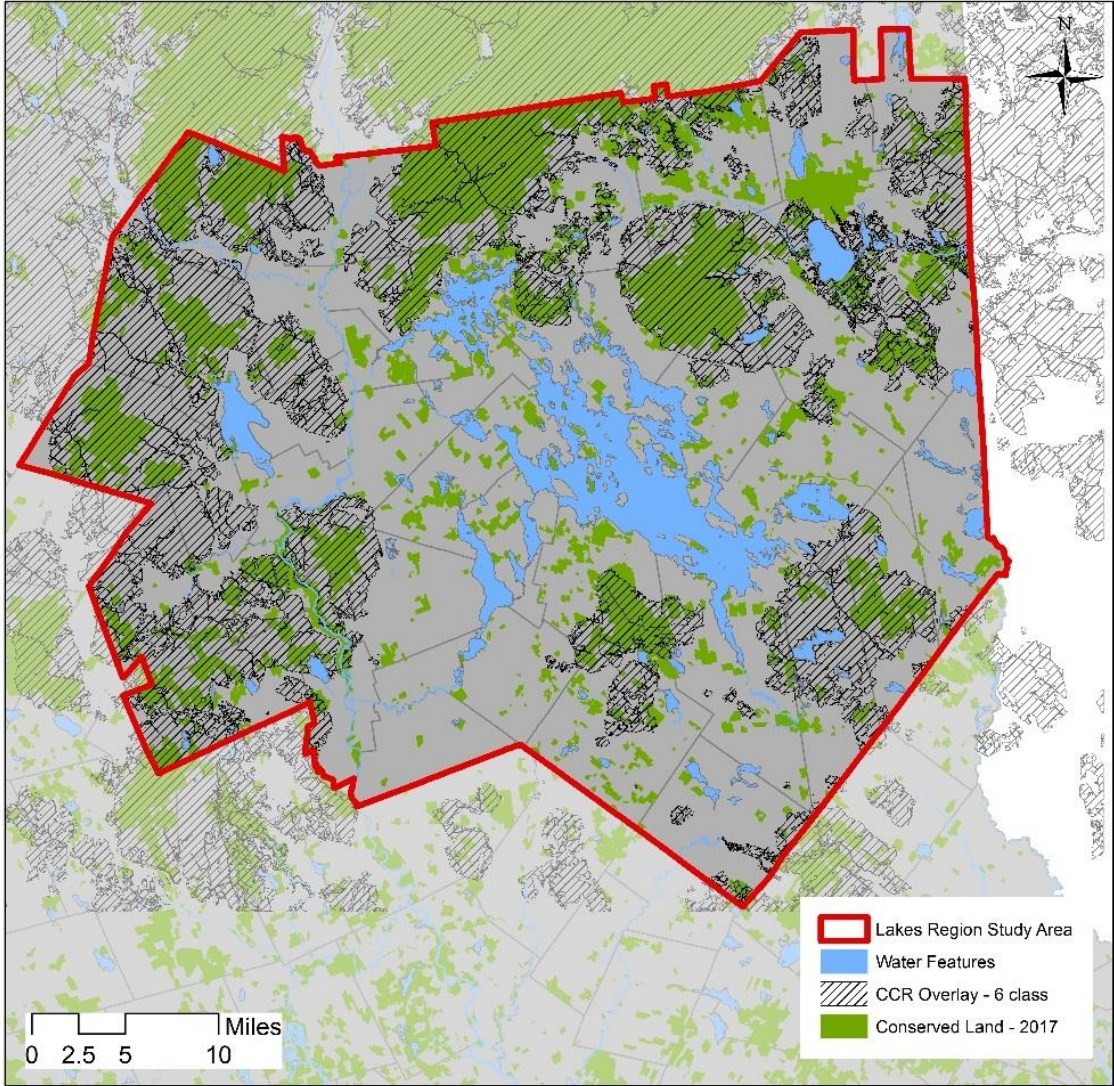 N
Lakes Region Study Area
Water Features
CCR Overlay - 6 class
Conserved Land - 2017
Miles
0 2.5 5 10